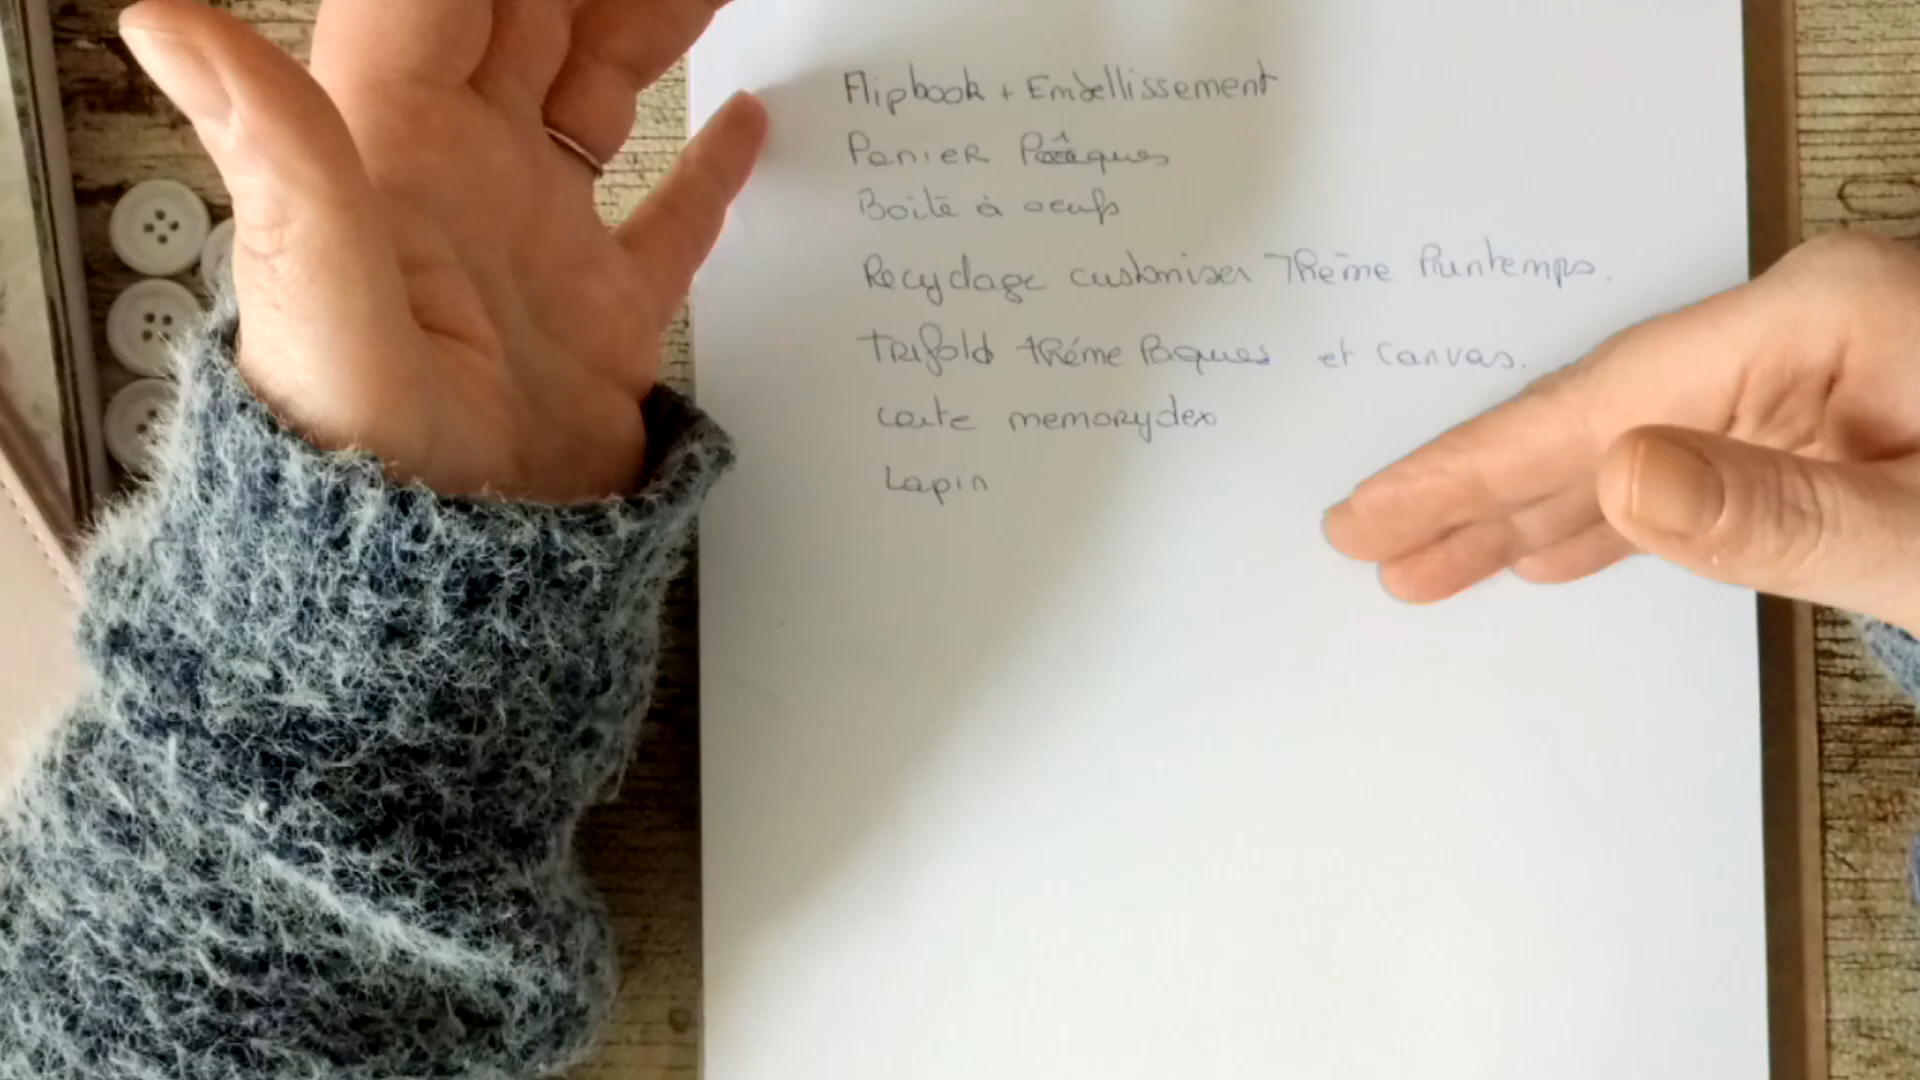 Flipbook + Embellissement
Panier Pâques
Boîte à oeufs
Recyclage customiser Thème Printemps.
Trifold thème Pâques et Canvas.
carte memorydex
Lapin